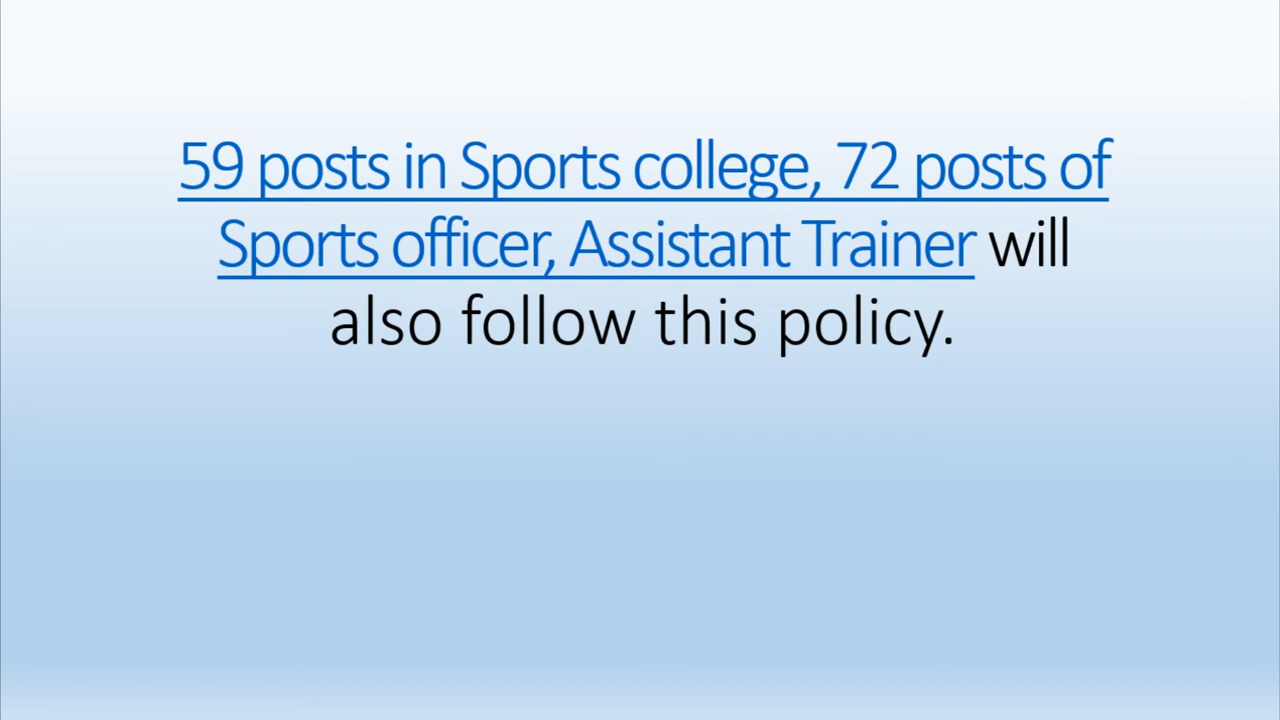 59 posts in Sports college, 72 posts of
Sports officer, Assistant Trainer will
also follow this policy.